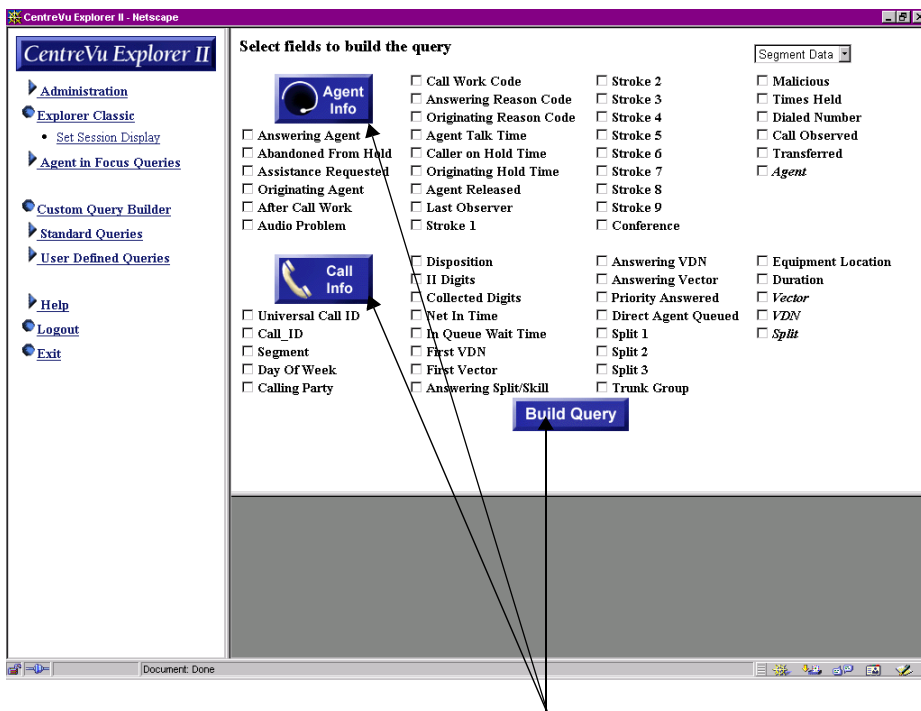 CentreVu Explorer II - Netscape
CentreVu Explorer II
Administration
Explorer Classic
Set Session Display
Agent in Focus Queries
Custom Query Builder
Standard Queries
User Defined Queries
Help
Logout
Exit
Select fields to build the query
Segment Data
Agent Info
Answering Agent
Abandoned From Held
Assistance Requested
Originating Agent
After Call Work
Audio Problem
Call Work Code
Answering Reason Code
Originating Reason Code
Agent Talk Time
Caller on Hold Time
Originating Hold Time
Agent Released
Last Observer
Stroke 1
Stroke 2
Stroke 3
Stroke 4
Stroke 5
Stroke 6
Stroke 7
Stroke 8
Stroke 9
Conference
Malicious
Times Held
Dialed Number
Call Observed
Transferred
Agent
Call Info
Universal Call ID
Call_ID
Segment
Day Of Week
Calling Party
Disposition
II Digits
Collected Digits
Net In Time
In Queue Wait Time
First VDN
First Vector
Answering Split/Skill
Answering VDN
Answering Vector
Priority Answered
Direct Agent Queued
Split 1
Split 2
Split 3
Trunk Group
Equipment Location
Duration
Vector
VDN
Split
Build Query
Document: Done